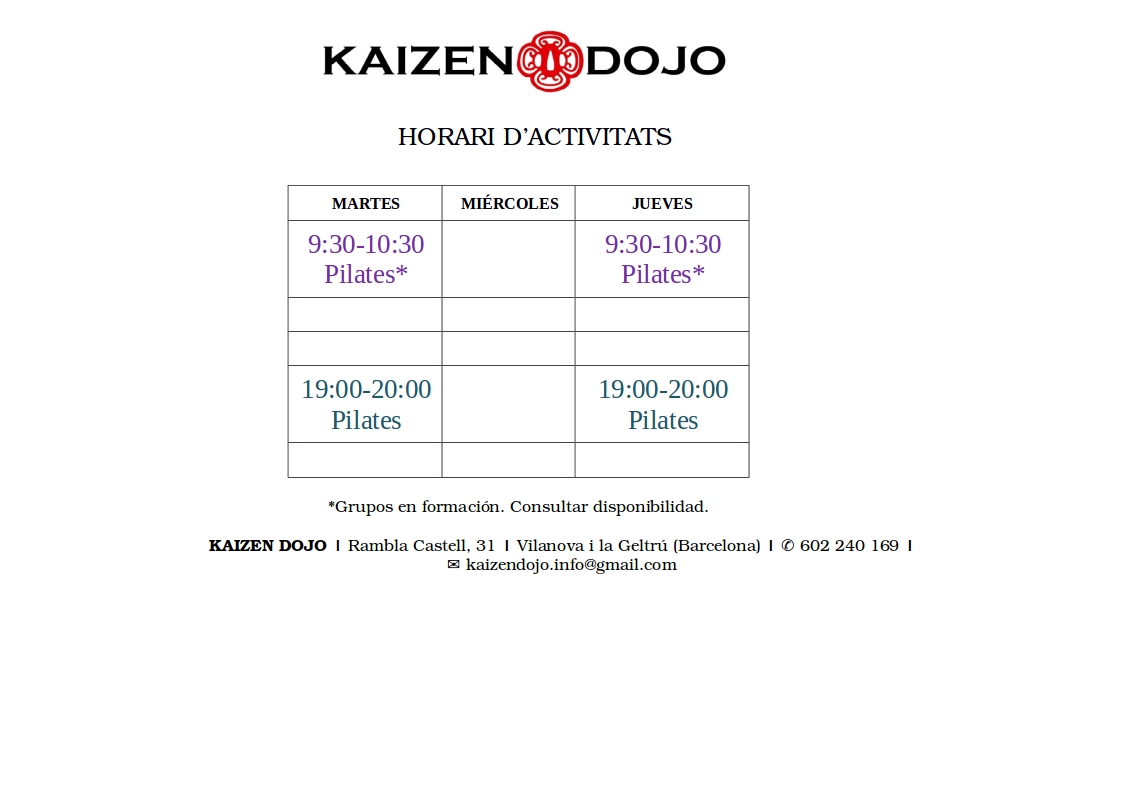 KAIZEN DOJO
HORARI D’ACTIVITATS
MARTES MIÉRCOLES JUEVES
9:30-10:30 9:30-10:30
Pilates* Pilates*
19:00-20:00 19:00-20:00
Pilates Pilates
*Grupos en formación. Consultar disponibilidad.
KAIZEN DOJO I Rambla Castell, 31 I Vilanova i la Geltrú (Barcelona) I ✆ 602 240 169 I
✉ kaizendojo.info@gmail.com